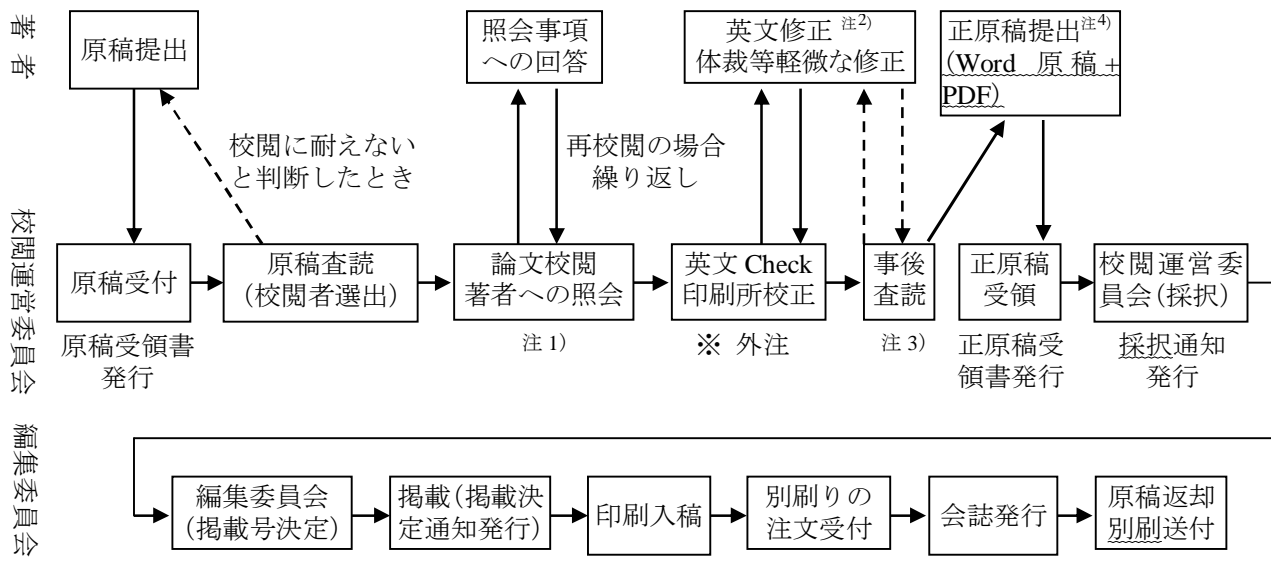 著者
原稿提出
照会事項
への回答
英文修正 注2)
体裁等軽微な修正
正原稿提出注4)
(Word 原稿+
PDF)
校閲に耐えない
と判断したとき
再校閲の場合
繰り返し
校閲運営委員会
原稿受付
原稿査読
(校閲者選出)
論文校閲
著者への照会
英文 Check
印刷所校正
事後
査読
正原稿
受領
校閲運営委
員会(採択)
原稿受領書
発行
注 1)
※ 外注
注 3)
正原稿受
領書発行
採択通知
発行
編集委員会
編集委員会
(掲載号決定)
掲載(掲載決
定通知発行)
印刷入稿
別刷りの
注文受付
会誌発行
原稿返却
別刷送付